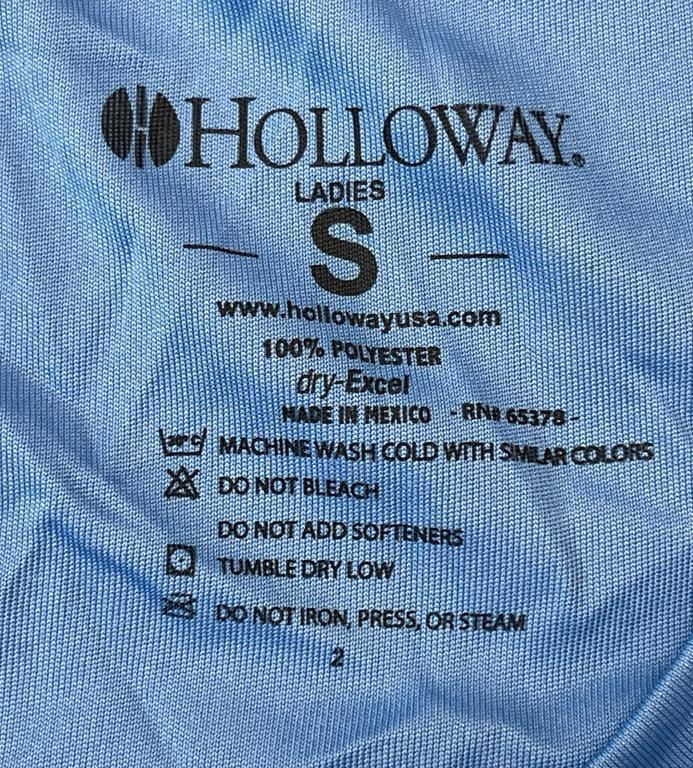 HOLLOWAY.
LADIES
S
www.hollowayusa.com
100% POLYESTER
dry-Excel
MADE IN MEXICO - RN# 65378 -
30°C MACHINE WASH COLD WITH SIMILAR COLORS
DO NOT BLEACH
DO NOT ADD SOFTENERS
TUMBLE DRY LOW
DO NOT IRON, PRESS, OR STEAM
2